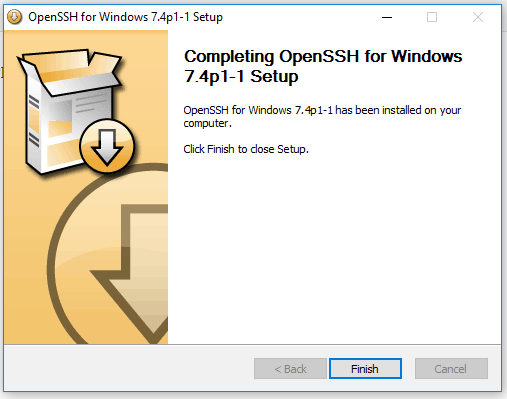 OpenSSH for Windows 7.4p1-1 Setup
Completing OpenSSH for Windows
7.4p1-1 Setup
OpenSSH for Windows 7.4p1-1 has been installed on your
computer.
Click Finish to close Setup.
< Back
Finish
Cancel